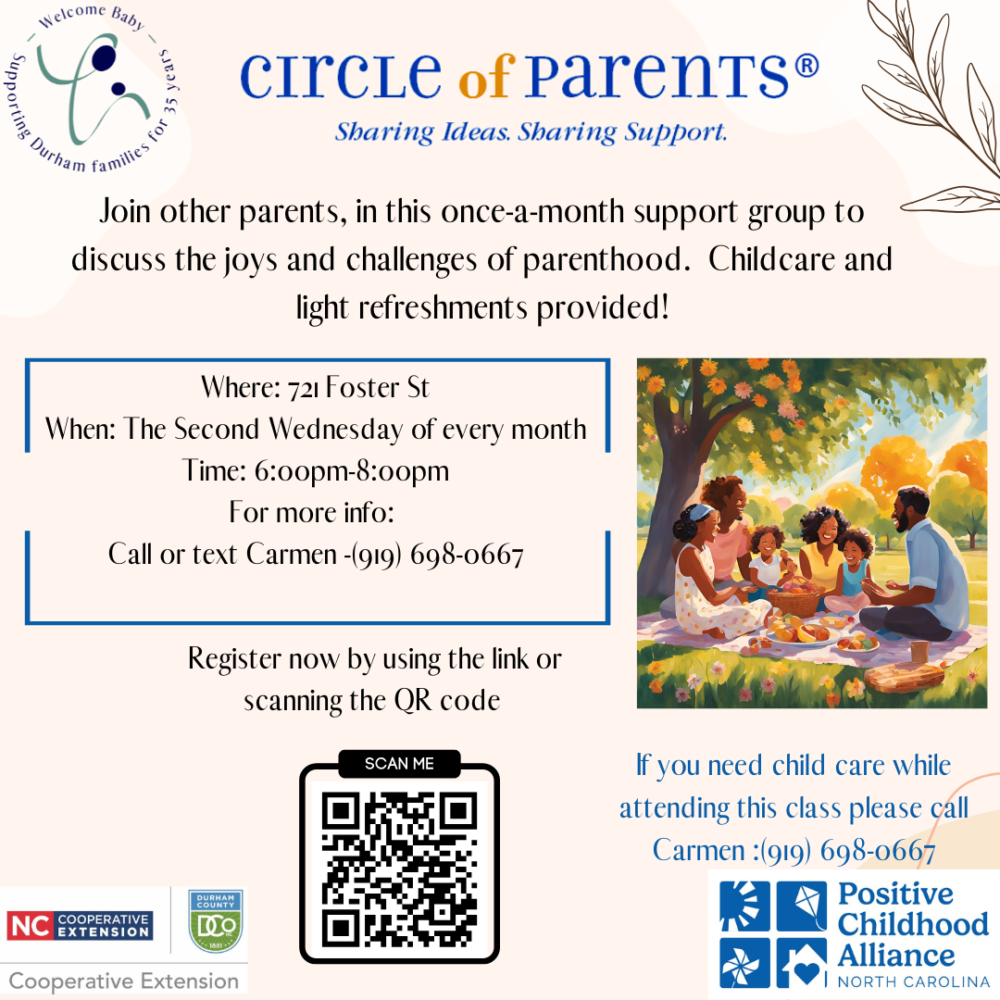 Welcome Baby
Supporting Durham families for 35 years
CIRCLE of PARENTS®
Sharing Ideas. Sharing Support.
Join other parents, in this once-a-month support group to
discuss the joys and challenges of parenthood.  Childcare and
light refreshments provided!
Where: 721 Foster St
When: The Second Wednesday of every month
Time: 6:00pm-8:00pm
For more info:
Call or text Carmen -(919) 698-0667
Register now by using the link or
scanning the QR code
SCAN ME
If you need child care while
attending this class please call
Carmen :(919) 698-0667
NC COOPERATIVE
EXTENSION
DURHAM
COUNTY
DCO
NC
1881
Cooperative Extension
Positive
Childhood
Alliance
NORTH CAROLINA